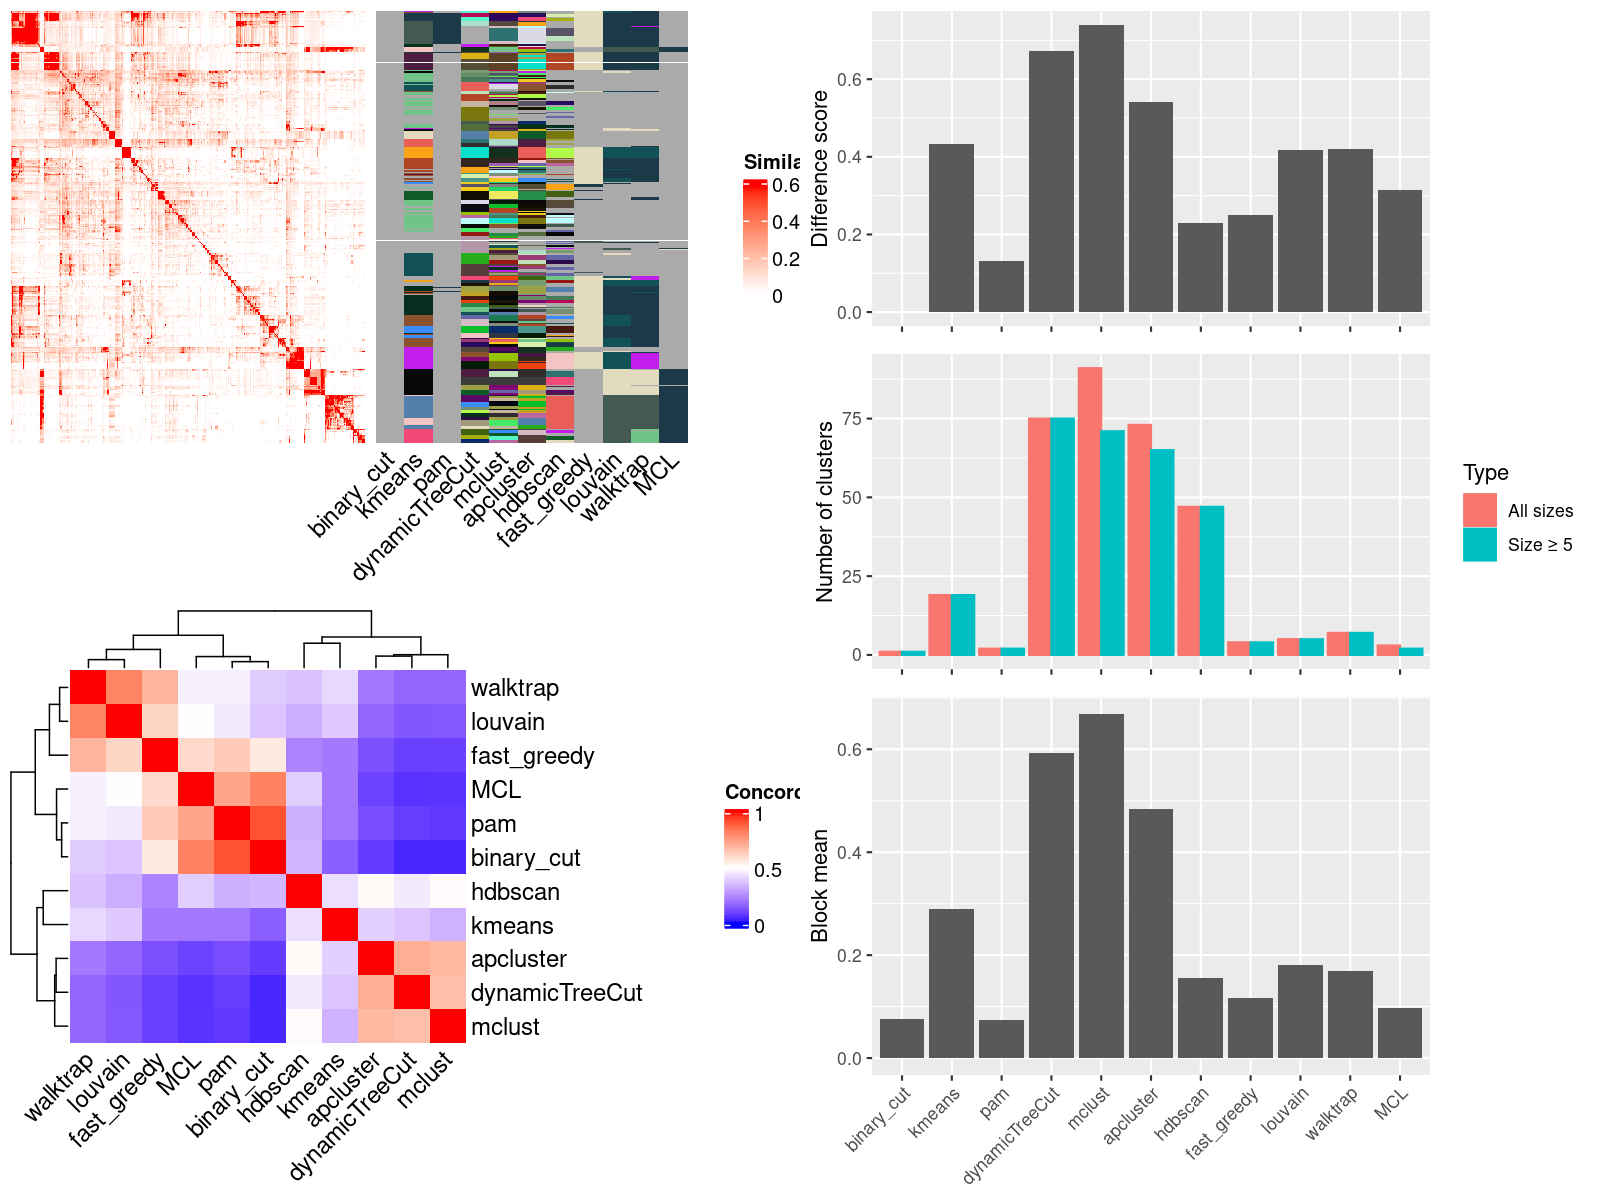 Simila
0.6
0.4
0.2
0
binary_cut
kmeans
pam
dynamicTreeCut
mclust
apcluster
hdbscan
fast_greedy
louvain
walktrap
MCL
walktrap
louvain
fast_greedy
MCL
pam
binary_cut
hdbscan
kmeans
apcluster
dynamicTreeCut
mclust
walktrap
louvain
fast_greedy
MCL
pam
binary_cut
hdbscan
kmeans
apcluster
dynamicTreeCut
mclust
Concord
1
0.5
0
Difference score
0.6
0.4
0.2
0.0
Number of clusters
75
50
25
0
Type
All sizes
Size ≥ 5
Block mean
0.6
0.4
0.2
0.0
binary_cut
kmeans
pam
dynamicTreeCut
mclust
apcluster
hdbscan
fast_greedy
louvain
walktrap
MCL